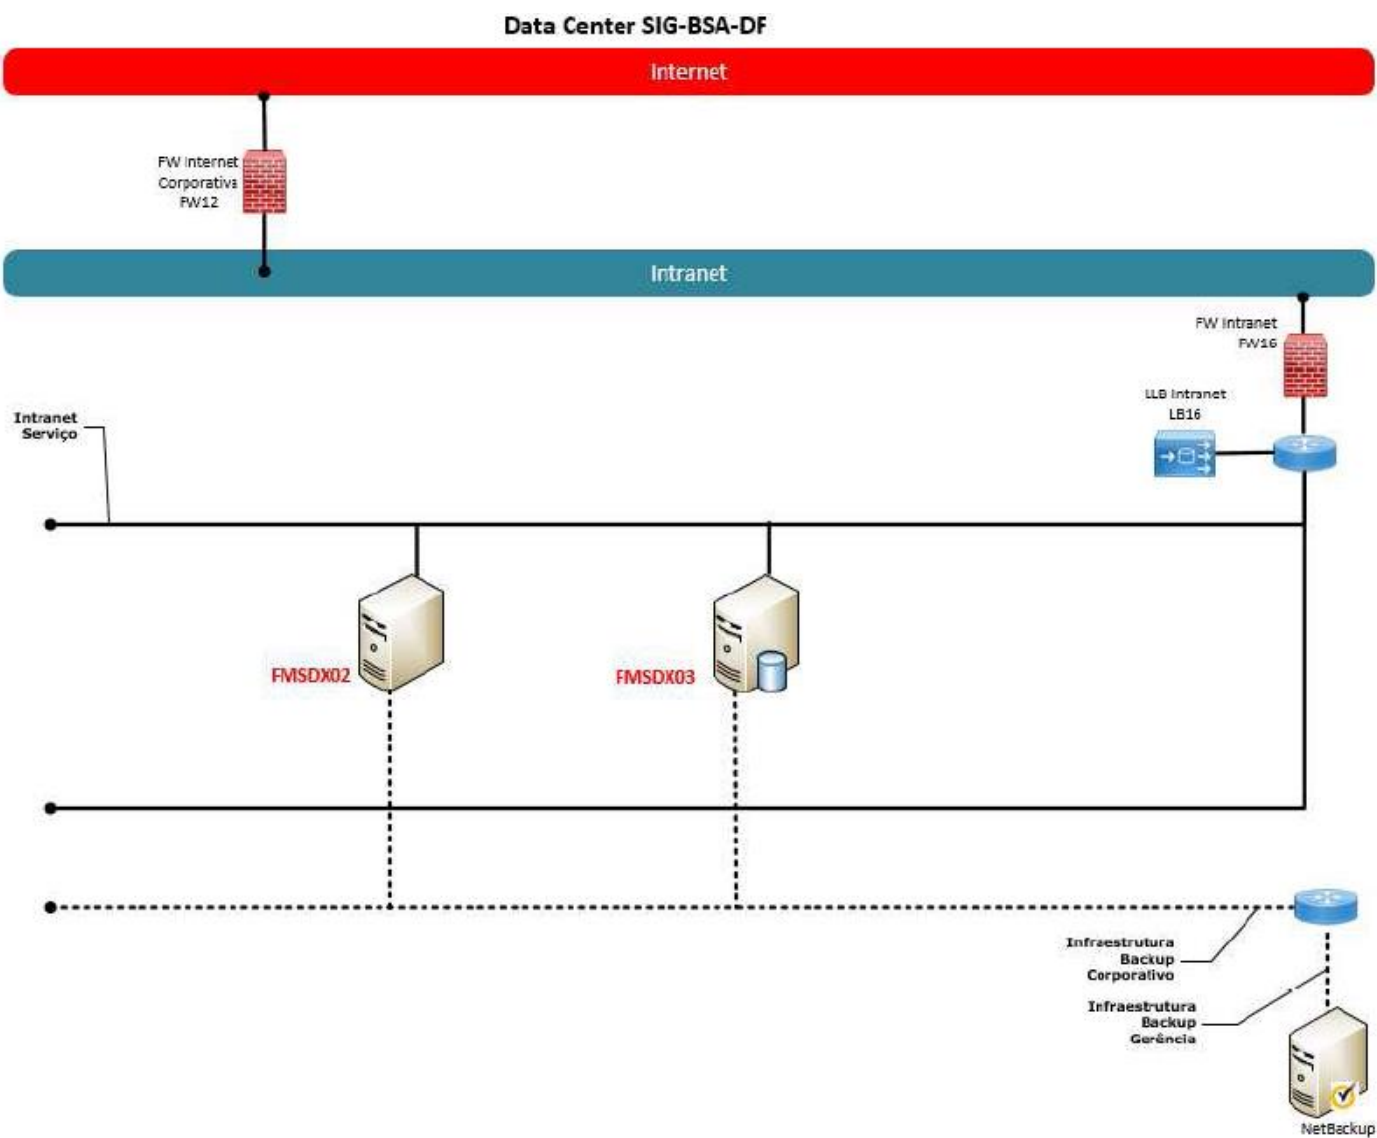 Data Center SIG-BSA-DF
Internet
FW Internet
Corporativa
FW12
Intranet
FW Intranet
FW16
LLB Intranet
LB16
Intranet
Serviço
FMSDX02
FMSDX03
Infraestrutura
Backup
Corporativo
Infraestrutura
Backup
Gerência
NetBackup